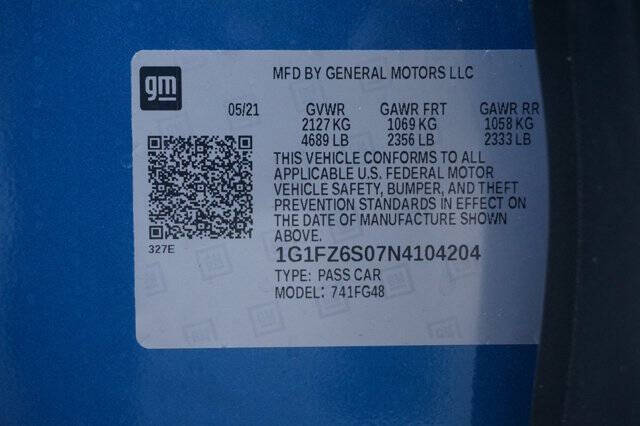 gm
MFD BY GENERAL MOTORS LLC
05/21 GVWR GAWR FRT GAWR RR
2127 KG 1069 KG 1058 KG
4689 LB 2356 LB 2333 LB
THIS VEHICLE CONFORMS TO ALL
APPLICABLE U.S. FEDERAL MOTOR
VEHICLE SAFETY, BUMPER, AND THEFT
PREVENTION STANDARDS IN EFFECT ON
THE DATE OF MANUFACTURE SHOWN
ABOVE.
327E
1G1FZ6S07N4104204
TYPE: PASS CAR
MODEL: 741FG48